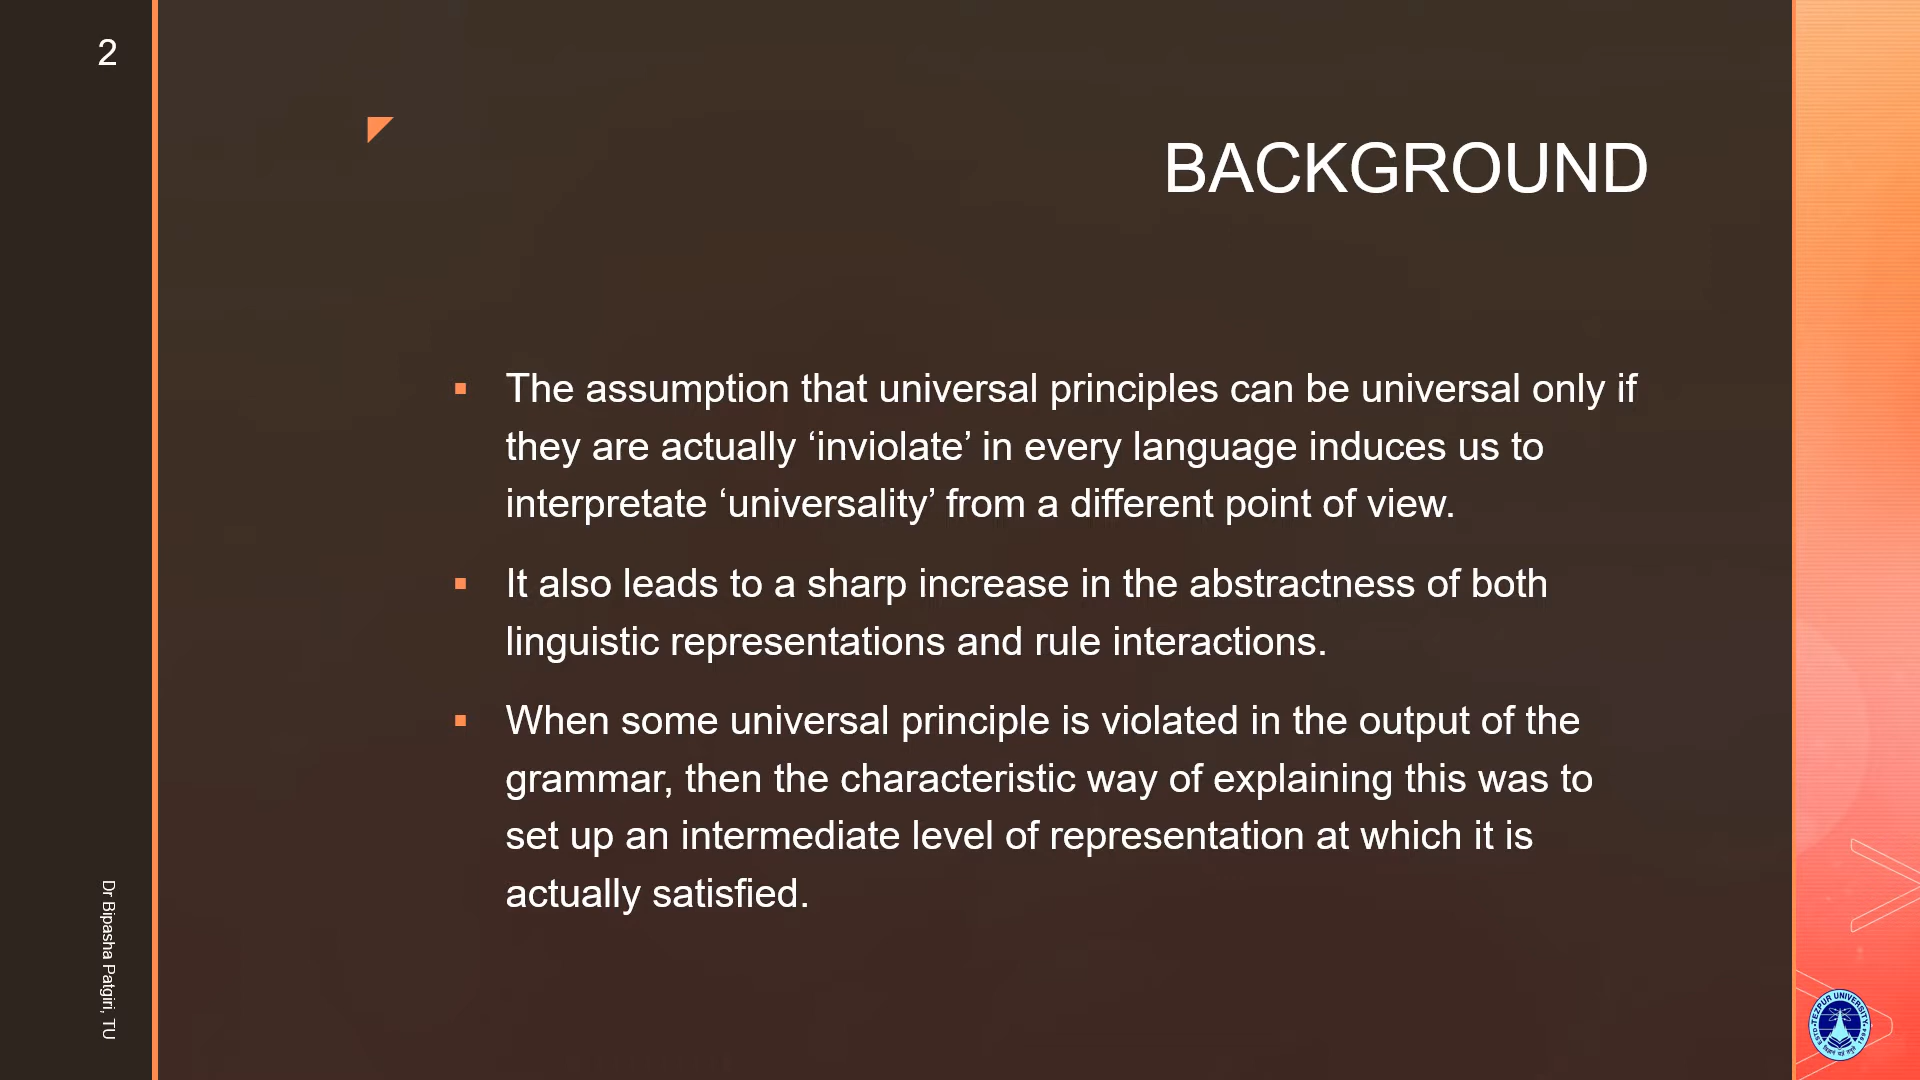 2
BACKGROUND
▪ The assumption that universal principles can be universal only if
they are actually ‘inviolate’ in every language induces us to
interpretate ‘universality’ from a different point of view.
▪ It also leads to a sharp increase in the abstractness of both
linguistic representations and rule interactions.
▪ When some universal principle is violated in the output of the
grammar, then the characteristic way of explaining this was to
set up an intermediate level of representation at which it is
actually satisfied.
Dr Bipasha Patgiri, TU
TEZPUR UNIVERSITY